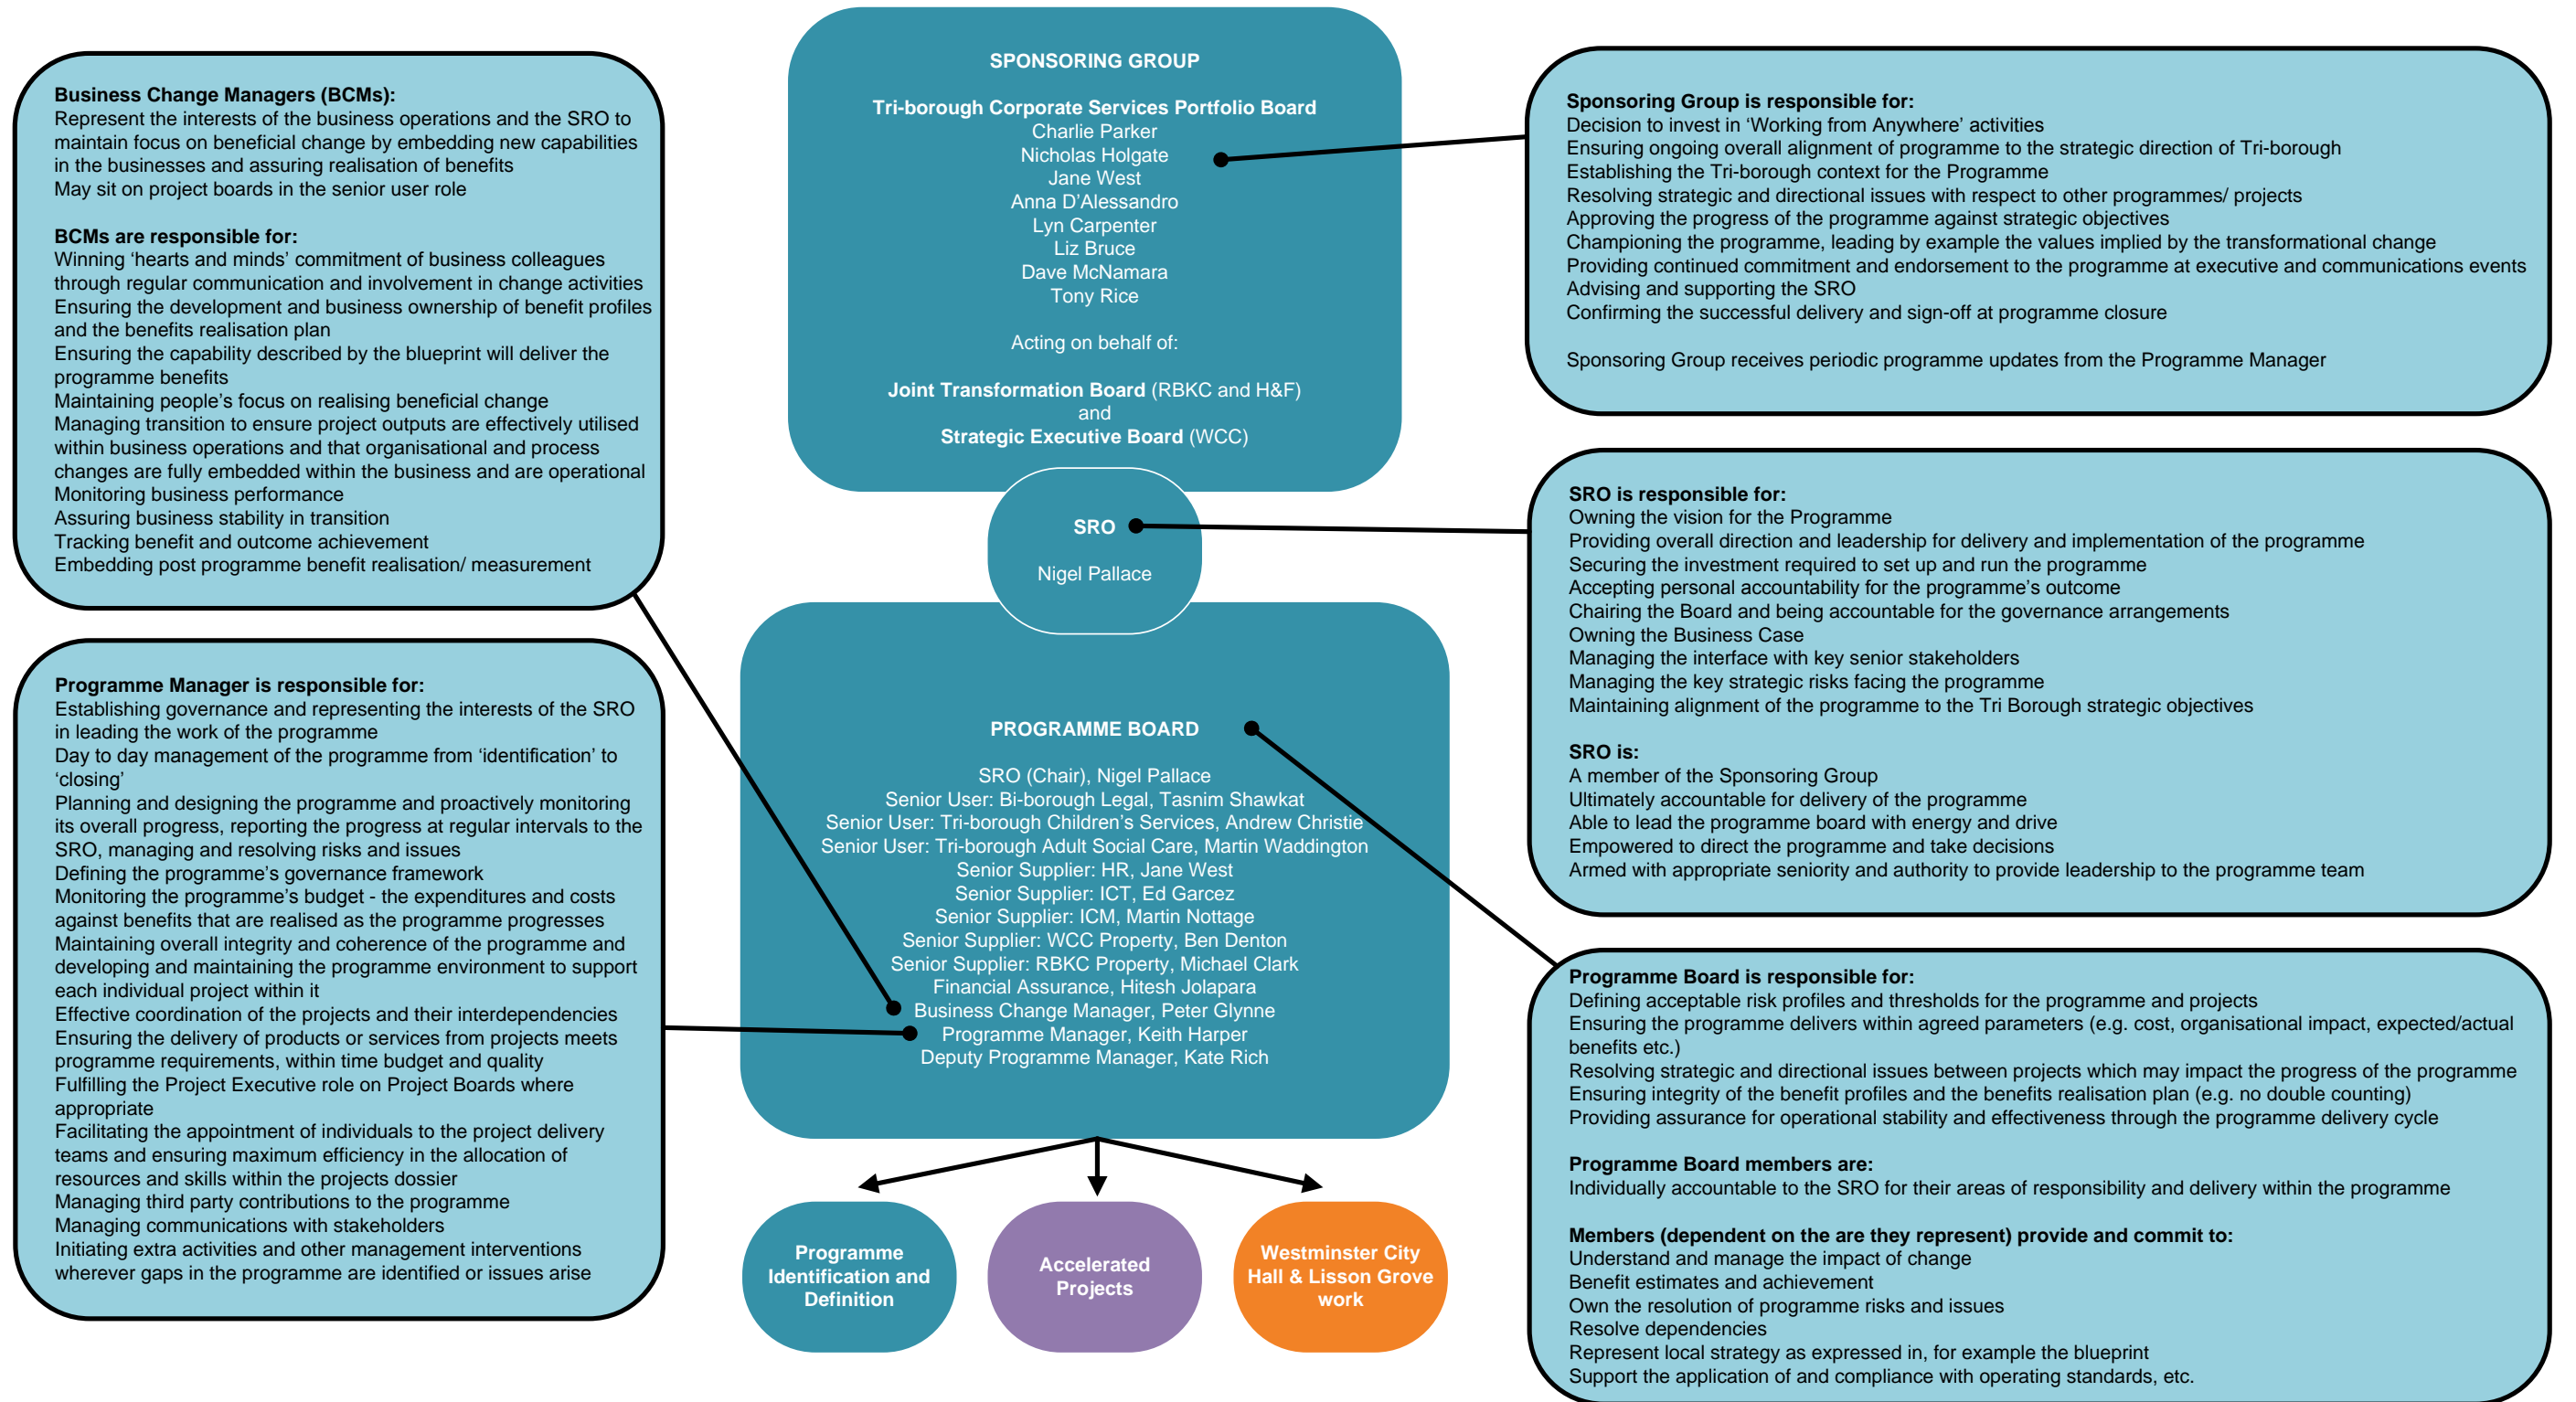 SPONSORING GROUP
Tri-borough Corporate Services Portfolio Board
Charlie Parker
Nicholas Holgate
Jane West
Anna D'Alessandro
Lyn Carpenter
Liz Bruce
Dave McNamara
Tony Rice
Acting on behalf of:
Joint Transformation Board (RBKC and H&F)
and
Strategic Executive Board (WCC)
SRO
Nigel Pallace
PROGRAMME BOARD
SRO (Chair), Nigel Pallace
Senior User: Bi-borough Legal, Tasnim Shawkat
Senior User: Tri-borough Children's Services, Andrew Christie
Senior User: Tri-borough Adult Social Care, Martin Waddington
Senior Supplier: HR, Jane West
Senior Supplier: ICT, Ed Garcez
Senior Supplier: ICM, Martin Nottage
Senior Supplier: WCC Property, Ben Denton
Senior Supplier: RBKC Property, Michael Clark
Financial Assurance, Hitesh Jolapara
Business Change Manager, Peter Glynne
Programme Manager, Keith Harper
Deputy Programme Manager, Kate Rich
Programme
Identification and
Definition
Accelerated
Projects
Westminster City
Hall & Lisson Grove
work
Business Change Managers (BCMs):
Represent the interests of the business operations and the SRO to
maintain focus on beneficial change by embedding new capabilities
in the businesses and assuring realisation of benefits
May sit on project boards in the senior user role
BCMs are responsible for:
Winning 'hearts and minds' commitment of business colleagues
through regular communication and involvement in change activities
Ensuring the development and business ownership of benefit profiles
and the benefits realisation plan
Ensuring the capability described by the blueprint will deliver the
programme benefits
Maintaining people's focus on realising beneficial change
Managing transition to ensure project outputs are effectively utilised
within business operations and that organisational and process
changes are fully embedded within the business and are operational
Monitoring business performance
Assuring business stability in transition
Tracking benefit and outcome achievement
Embedding post programme benefit realisation/ measurement
Programme Manager is responsible for:
Establishing governance and representing the interests of the SRO
in leading the work of the programme
Day to day management of the programme from 'identification' to
'closing'
Planning and designing the programme and proactively monitoring
its overall progress, reporting the progress at regular intervals to the
SRO, managing and resolving risks and issues
Defining the programme's governance framework
Monitoring the programme's budget - the expenditures and costs
against benefits that are realised as the programme progresses
Maintaining overall integrity and coherence of the programme and
developing and maintaining the programme environment to support
each individual project within it
Effective coordination of the projects and their interdependencies
Ensuring the delivery of products or services from projects meets
programme requirements, within time budget and quality
Fulfilling the Project Executive role on Project Boards where
appropriate
Facilitating the appointment of individuals to the project delivery
teams and ensuring maximum efficiency in the allocation of
resources and skills within the projects dossier
Managing third party contributions to the programme
Managing communications with stakeholders
Initiating extra activities and other management interventions
wherever gaps in the programme are identified or issues arise
Sponsoring Group is responsible for:
Decision to invest in 'Working from Anywhere' activities
Ensuring ongoing overall alignment of programme to the strategic direction of Tri-borough
Establishing the Tri-borough context for the Programme
Resolving strategic and directional issues with respect to other programmes/ projects
Approving the progress of the programme against strategic objectives
Championing the programme, leading by example the values implied by the transformational change
Providing continued commitment and endorsement to the programme at executive and communications events
Advising and supporting the SRO
Confirming the successful delivery and sign-off at programme closure
Sponsoring Group receives periodic programme updates from the Programme Manager
SRO is responsible for:
Owning the vision for the Programme
Providing overall direction and leadership for delivery and implementation of the programme
Securing the investment required to set up and run the programme
Accepting personal accountability for the programme's outcome
Chairing the Board and being accountable for the governance arrangements
Owning the Business Case
Managing the interface with key senior stakeholders
Managing the key strategic risks facing the programme
Maintaining alignment of the programme to the Tri Borough strategic objectives
SRO is:
A member of the Sponsoring Group
Ultimately accountable for delivery of the programme
Able to lead the programme board with energy and drive
Empowered to direct the programme and take decisions
Armed with appropriate seniority and authority to provide leadership to the programme team
Programme Board is responsible for:
Defining acceptable risk profiles and thresholds for the programme and projects
Ensuring the programme delivers within agreed parameters (e.g. cost, organisational impact, expected/actual
benefits etc.)
Resolving strategic and directional issues between projects which may impact the progress of the programme
Ensuring integrity of the benefit profiles and the benefits realisation plan (e.g. no double counting)
Providing assurance for operational stability and effectiveness through the programme delivery cycle
Programme Board members are:
Individually accountable to the SRO for their areas of responsibility and delivery within the programme
Members (dependent on the are they represent) provide and commit to:
Understand and manage the impact of change
Benefit estimates and achievement
Own the resolution of programme risks and issues
Resolve dependencies
Represent local strategy as expressed in, for example the blueprint
Support the application of and compliance with operating standards, etc.